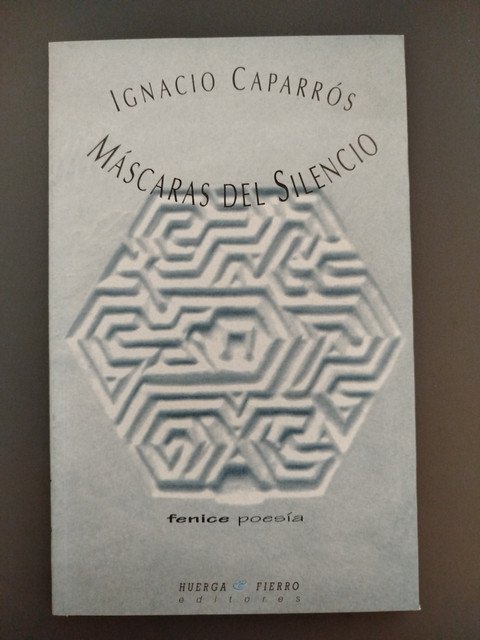 IGNACIO CAPARRÓS
MÁSCARAS DEL SILENCIO
fenice poesía
HUERGA & FIERRO
editores